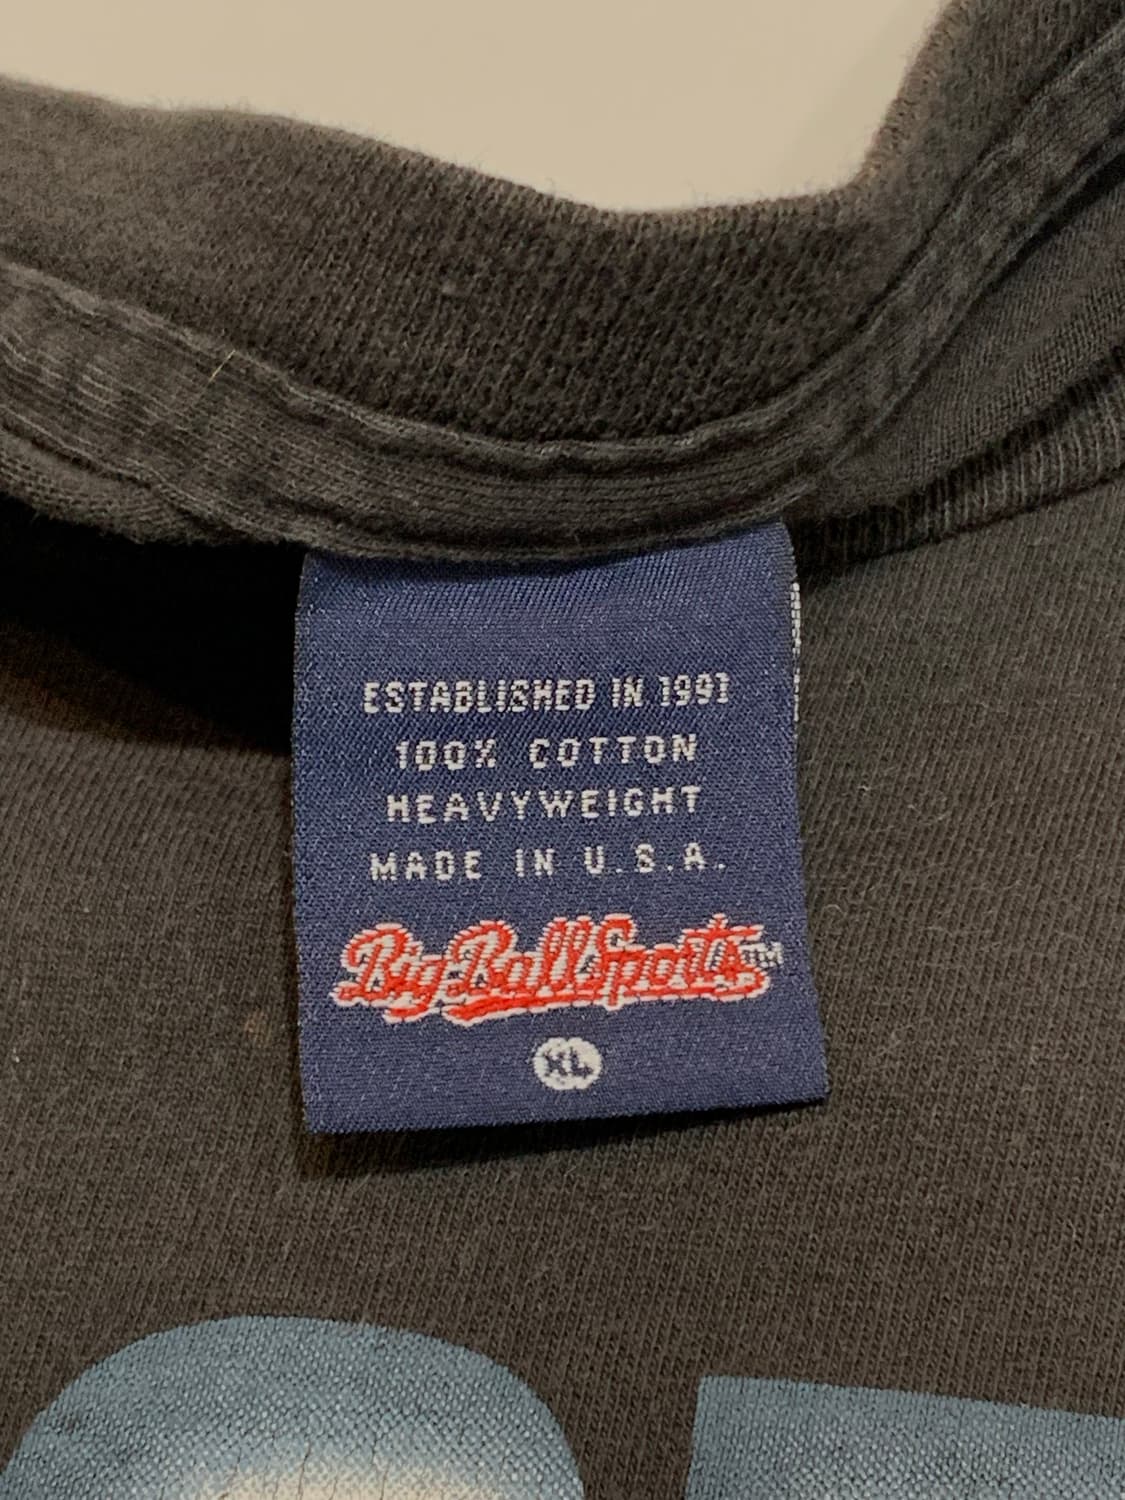 ESTABLISHED IN 1991
100% COTTON
HEAVYWEIGHT
MADE IN U.S.A.
Big Ball Sports™
XL